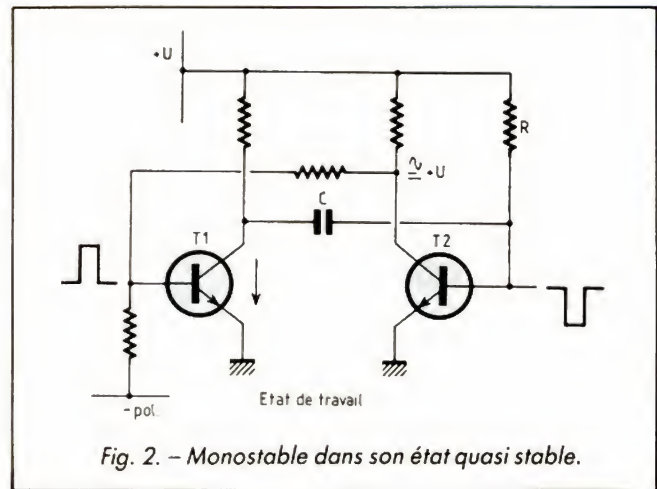 +U
R
≃ +U
C
T1
T2
Etat de travail
-pol.
Fig. 2. – Monostable dans son état quasi stable.